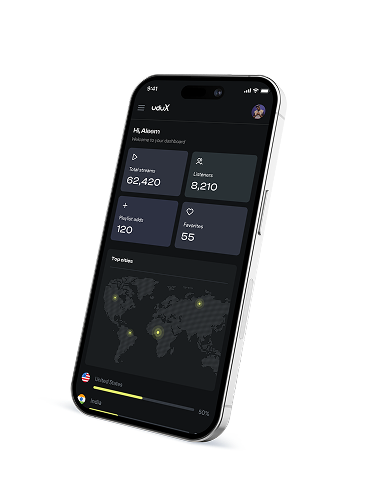 9:41
uduX
Hi, Aleem
Welcome to your dashboard
Total streams
62,420
Listeners
8,210
Playlist adds
120
Favorites
55
Top cities
United States
50%
India